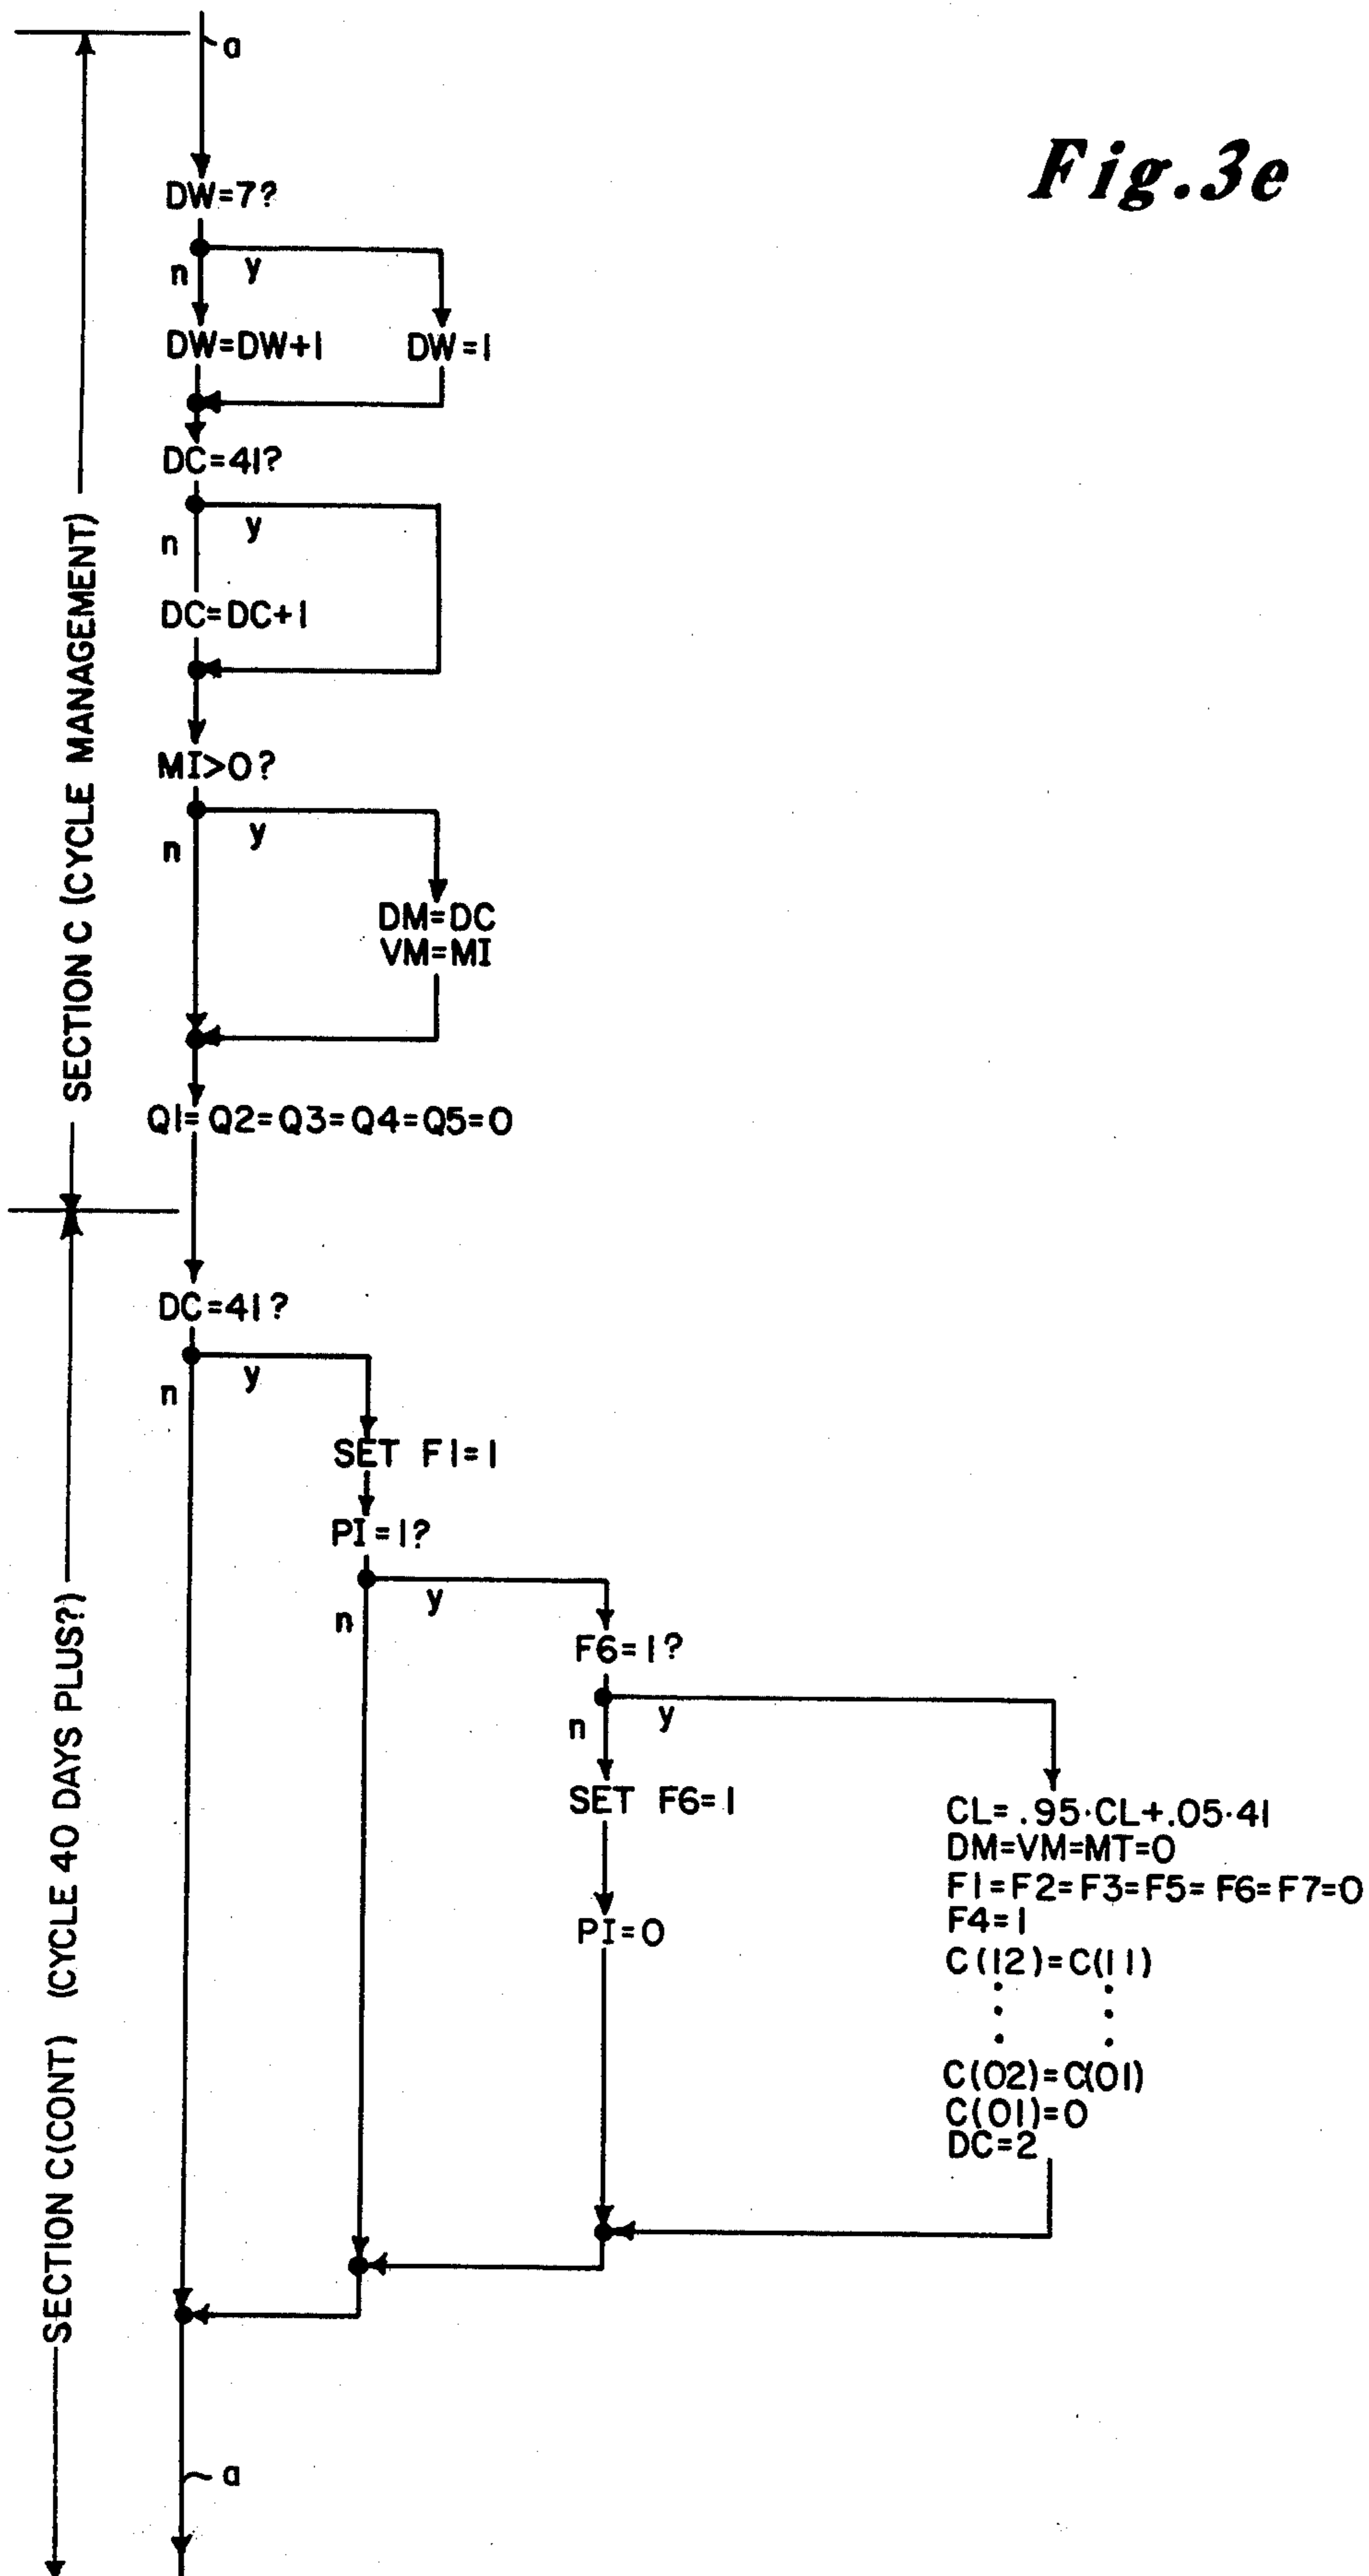 a
Fig.3e
DW=7?
n y
DW=DW+1 DW=1
DC=41?
n y
DC=DC+1
MI>0?
n y
DM=DC
VM=MI
Q1=Q2=Q3=Q4=Q5=0
SECTION C (CYCLE MANAGEMENT)
DC=41?
n y
SET F1=1
PI=1?
n y
F6=1?
n y
SET F6=1
PI=0
CL=.95·CL+.05·41
DM=VM=MT=0
F1=F2=F3=F5=F6=F7=0
F4=1
C(12)=C(11)
C(02)=C(01)
C(01)=0
DC=2
SECTION C(CONT) (CYCLE 40 DAYS PLUS?)
a